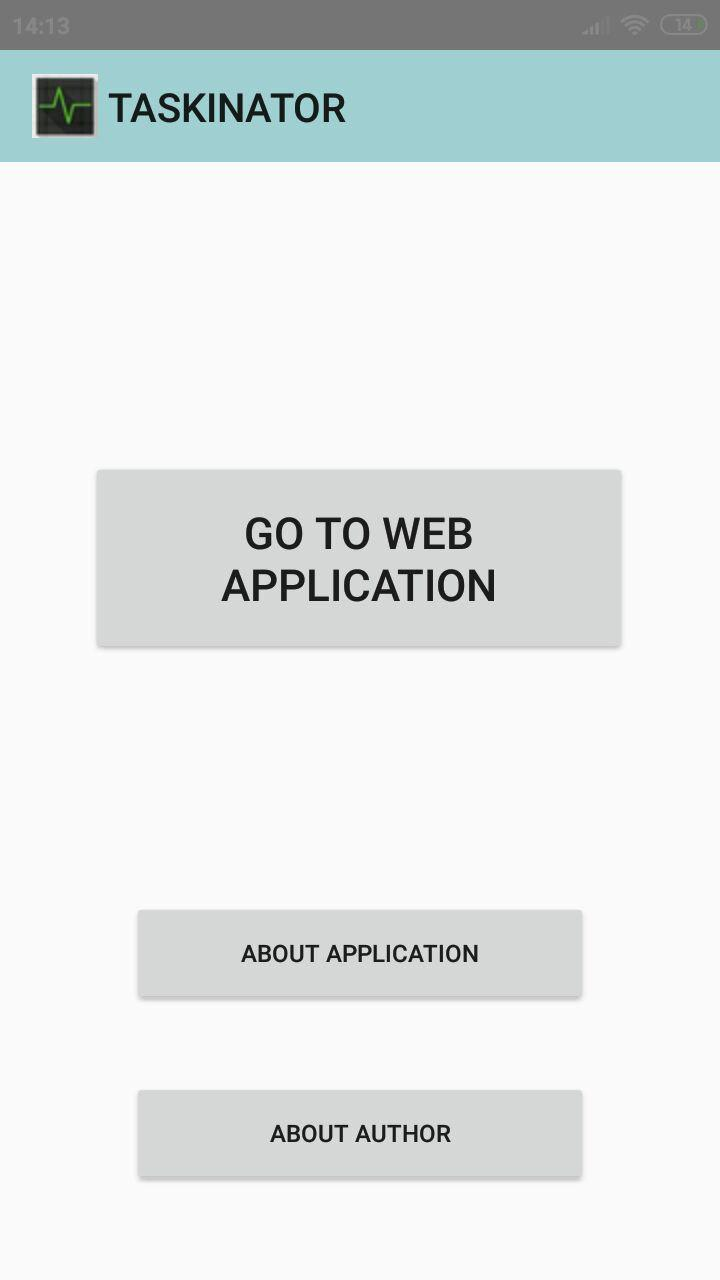 14:13
14
TASKINATOR
GO TO WEB
APPLICATION
ABOUT APPLICATION
ABOUT AUTHOR